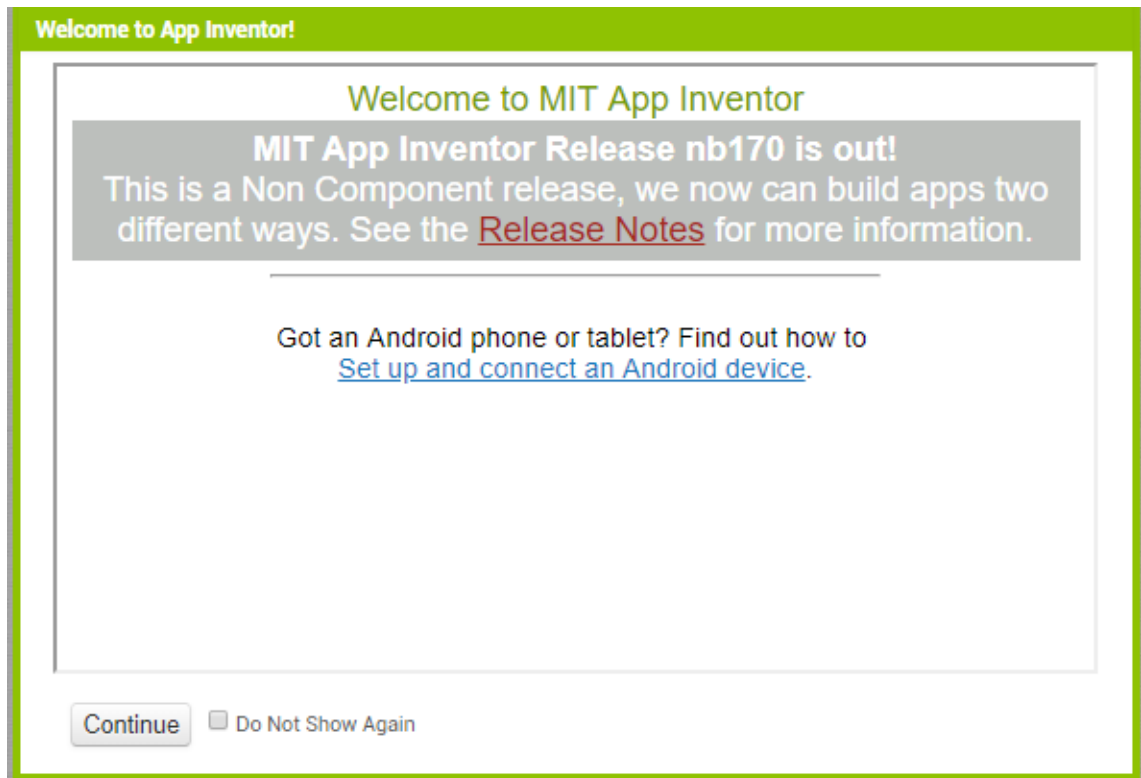 Welcome to App Inventor!
Welcome to MIT App Inventor
MIT App Inventor Release nb170 is out!
This is a Non Component release, we now can build apps two
different ways. See the Release Notes for more information.
Got an Android phone or tablet? Find out how to
Set up and connect an Android device.
Continue
Do Not Show Again